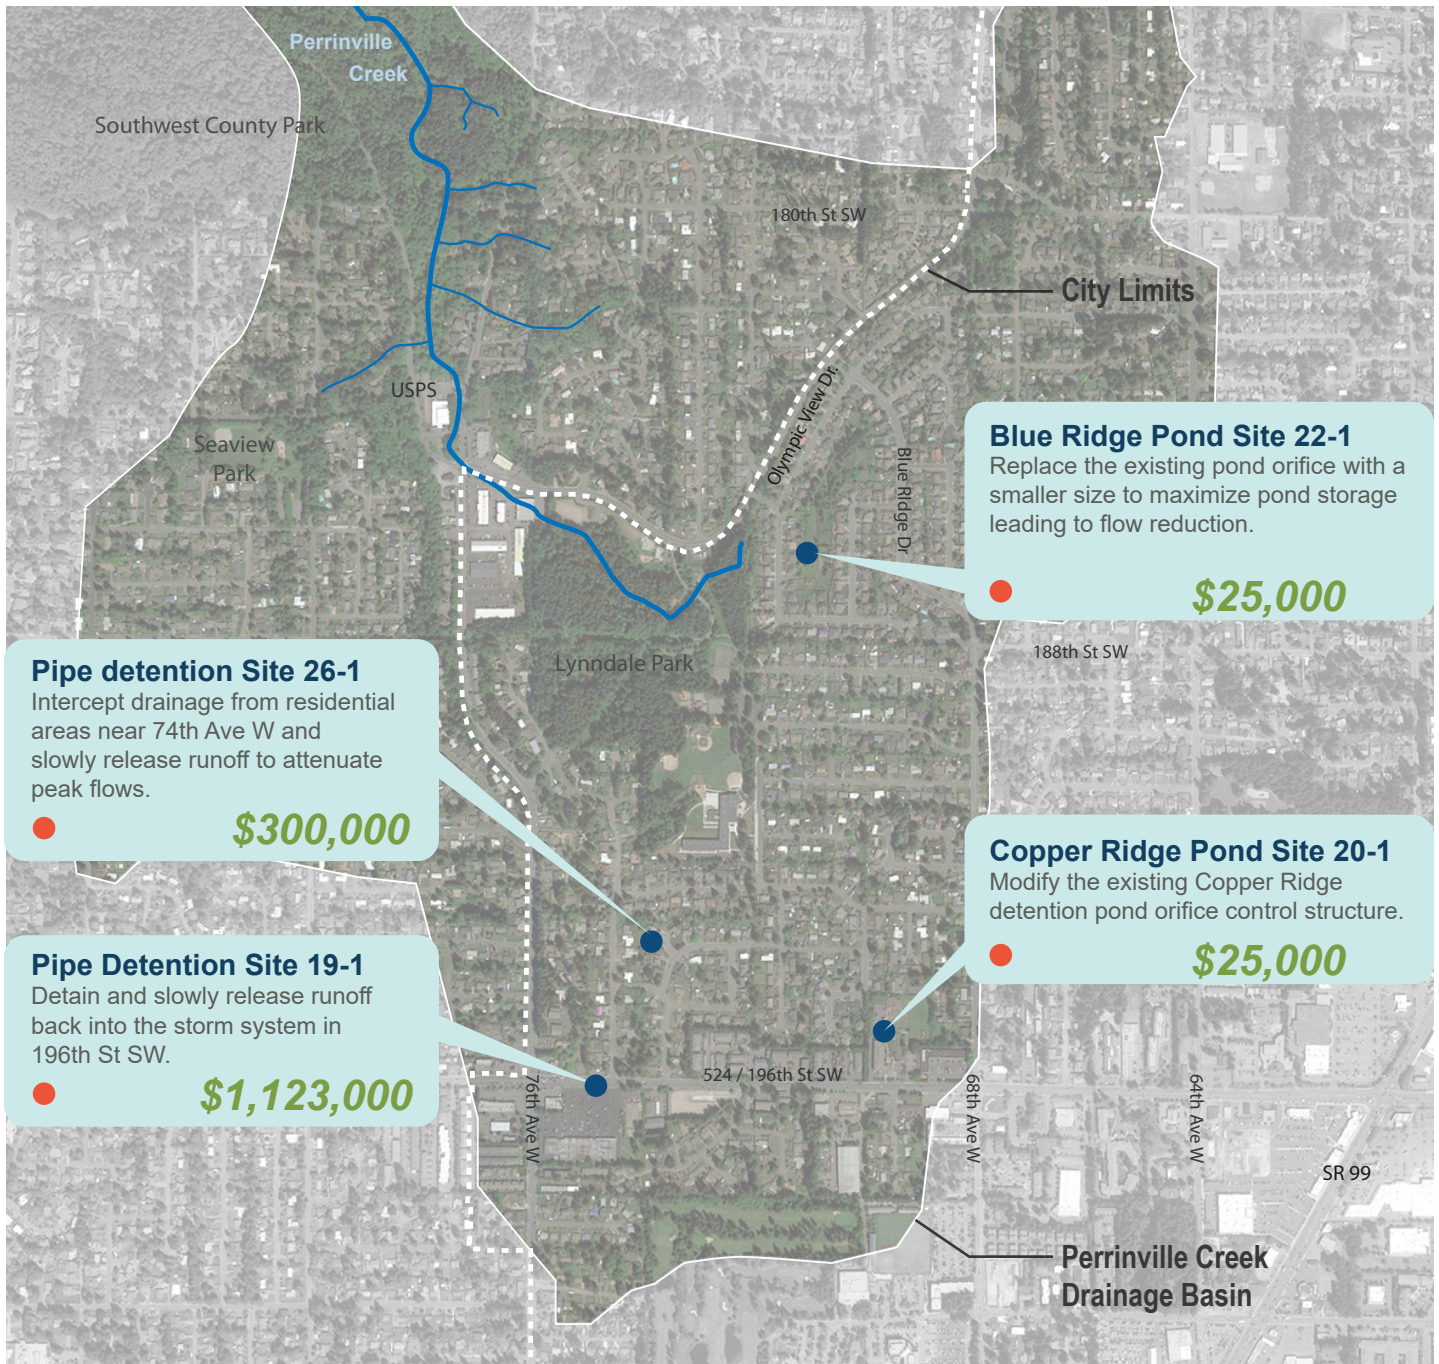 Perrinville
Creek
Southwest County Park
180th St SW
City Limits
USPS
Olympic View Dr.
Seaview
Park
Blue RIdge Dr
Blue Ridge Pond Site 22-1
Replace the existing pond orifice with a
smaller size to maximize pond storage
leading to flow reduction.
$25,000
188th St SW
Lynndale Park
Pipe detention Site 26-1
Intercept drainage from residential
areas near 74th Ave W and
slowly release runoff to attenuate
peak flows.
$300,000
Copper Ridge Pond Site 20-1
Modify the existing Copper Ridge
detention pond orifice control structure.
$25,000
Pipe Detention Site 19-1
Detain and slowly release runoff
back into the storm system in
196th St SW.
$1,123,000
524 / 196th St SW
76th Ave W
68th Ave W
64th Ave W
SR 99
Perrinville Creek
Drainage Basin